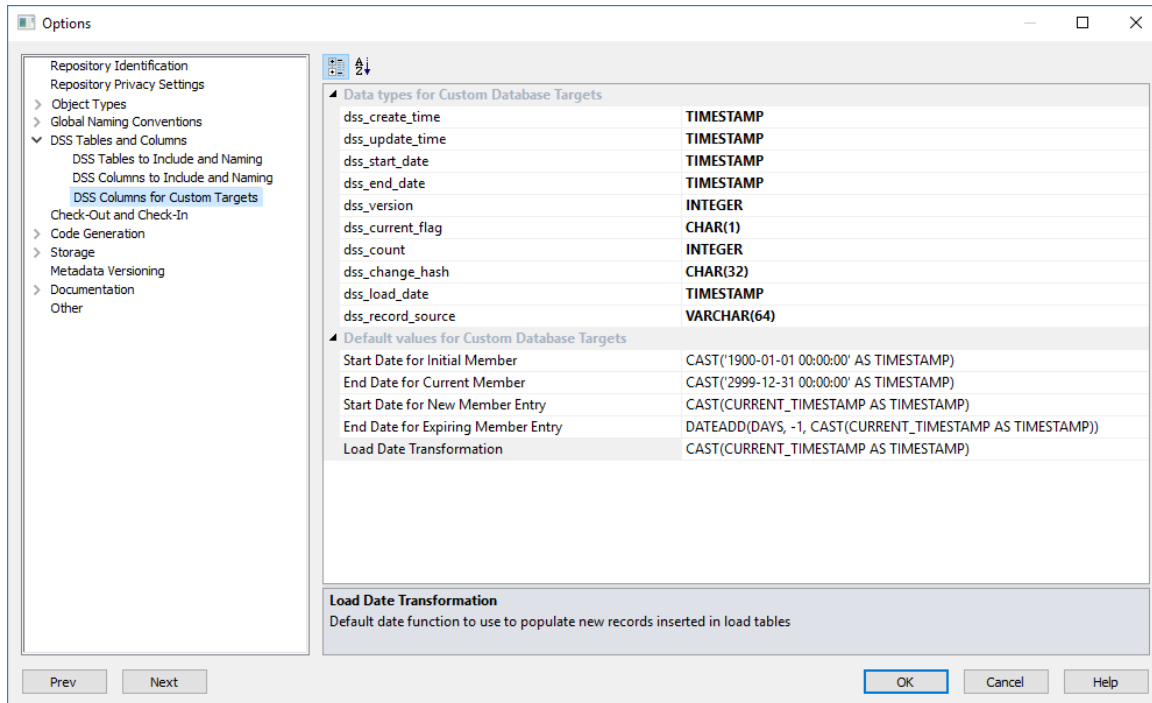 Options
Repository Identification
Repository Privacy Settings
Object Types
Global Naming Conventions
DSS Tables and Columns
DSS Tables to Include and Naming
DSS Columns to Include and Naming
DSS Columns for Custom Targets
Check-Out and Check-In
Code Generation
Storage
Metadata Versioning
Documentation
Other
Data types for Custom Database Targets
dss_create_time TIMESTAMP
dss_update_time TIMESTAMP
dss_start_date TIMESTAMP
dss_end_date TIMESTAMP
dss_version INTEGER
dss_current_flag CHAR(1)
dss_count INTEGER
dss_change_hash CHAR(32)
dss_load_date TIMESTAMP
dss_record_source VARCHAR(64)
Default values for Custom Database Targets
Start Date for Initial Member CAST('1900-01-01 00:00:00' AS TIMESTAMP)
End Date for Current Member CAST('2999-12-31 00:00:00' AS TIMESTAMP)
Start Date for New Member Entry CAST(CURRENT_TIMESTAMP AS TIMESTAMP)
End Date for Expiring Member Entry DATEADD(DAYS, -1, CAST(CURRENT_TIMESTAMP AS TIMESTAMP))
Load Date Transformation CAST(CURRENT_TIMESTAMP AS TIMESTAMP)
Load Date Transformation
Default date function to use to populate new records inserted in load tables
Prev Next OK Cancel Help